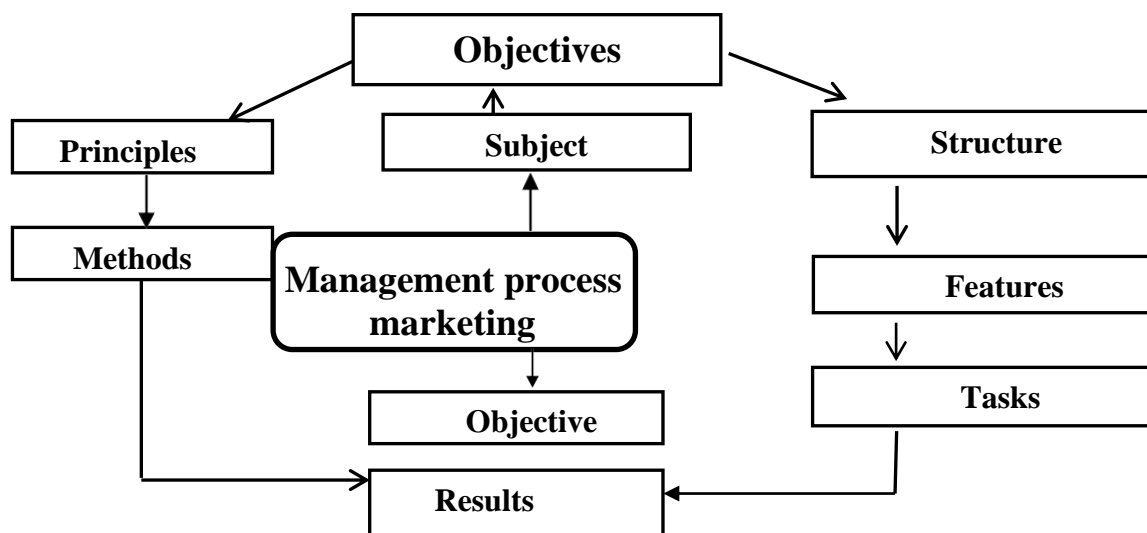 Objectives
Principles
Subject
Structure
Methods
Management process
marketing
Features
Objective
Tasks
Results